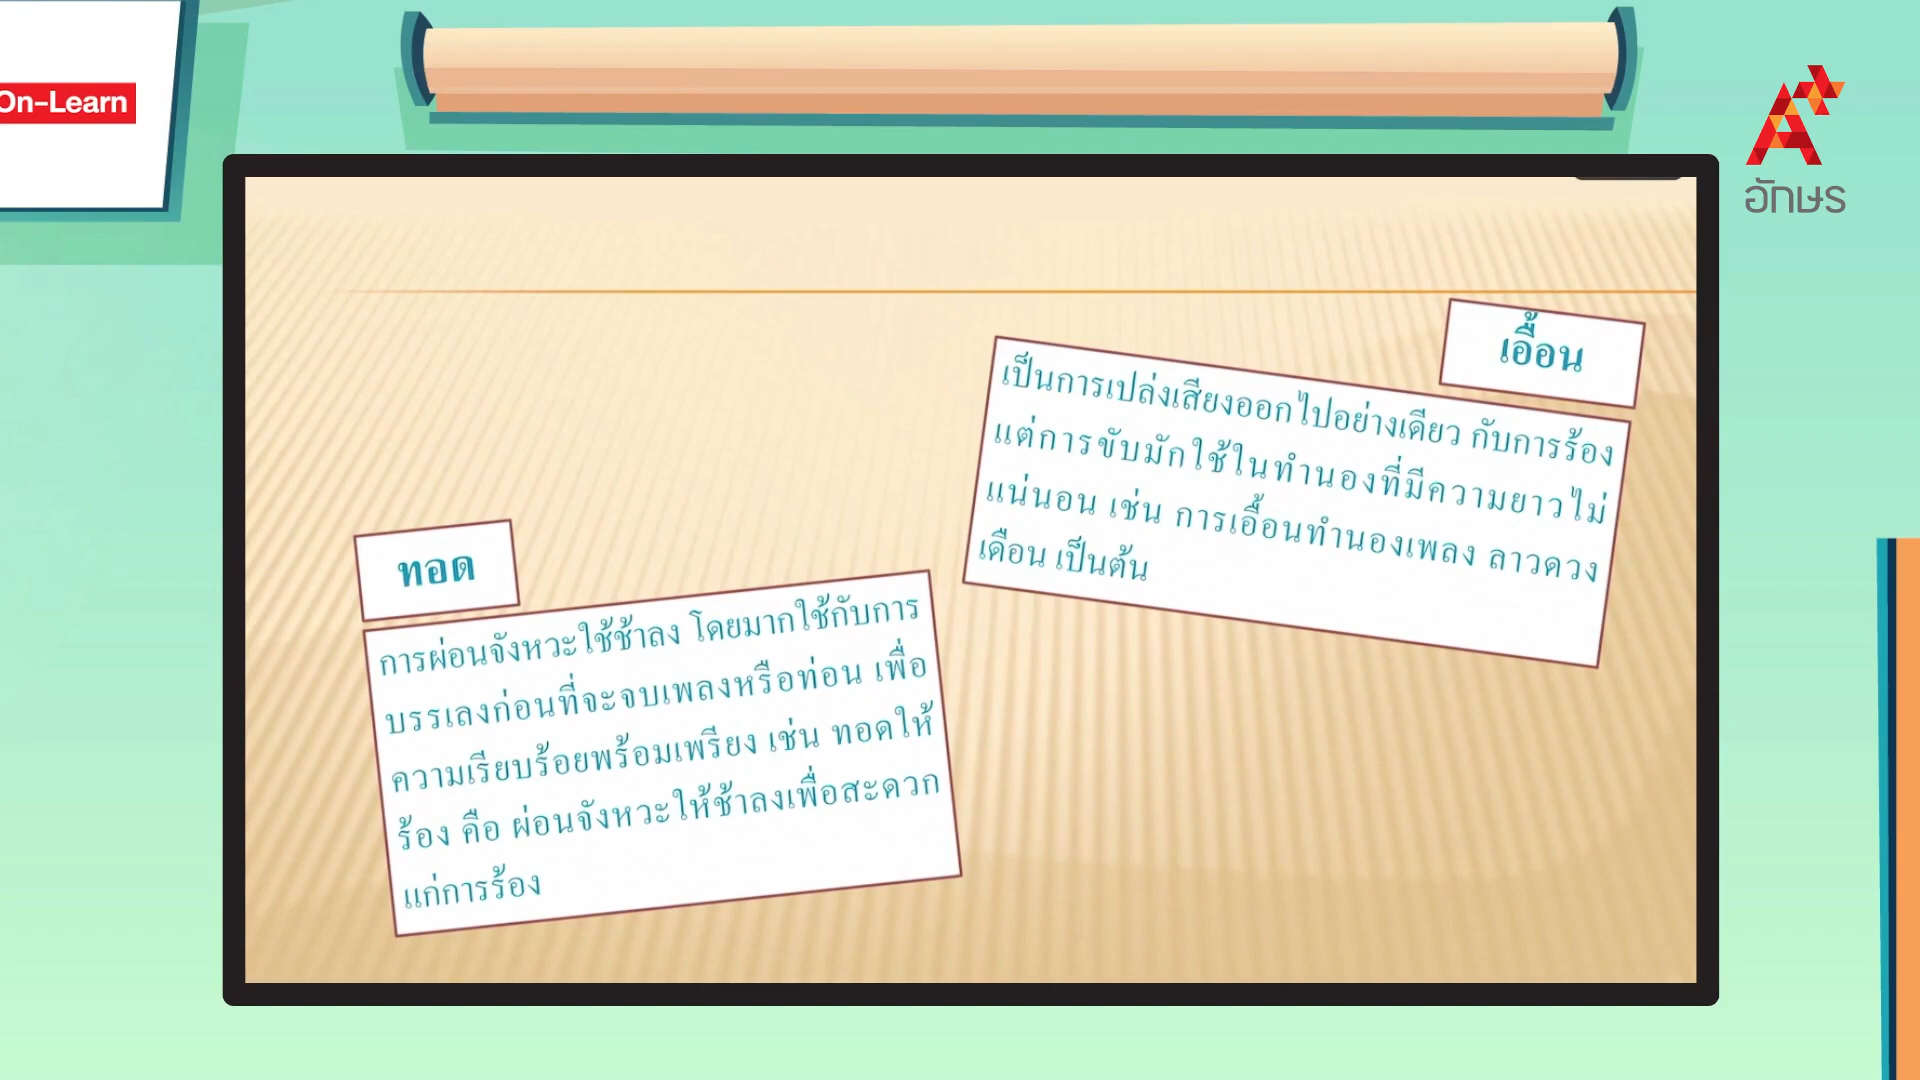 On-Learn
อักษร
เอื้อน
เป็นการเปล่งเสียงออกไปอย่างเดียว กับการร้อง
แต่การขับมักใช้ในทำนองที่มีความยาวไม่
แน่นอน เช่น การเอื้อนทำนองเพลง ลาวดวง
เดือน เป็นต้น
ทอด
การผ่อนจังหวะใช้ช้าลง โดยมากใช้กับการ
บรรเลงก่อนที่จะจบเพลงหรือท่อน เพื่อ
ความเรียบร้อยพร้อมเพรียง เช่น ทอดให้
ร้อง คือ ผ่อนจังหวะให้ช้าลงเพื่อสะดวก
แก่การร้อง